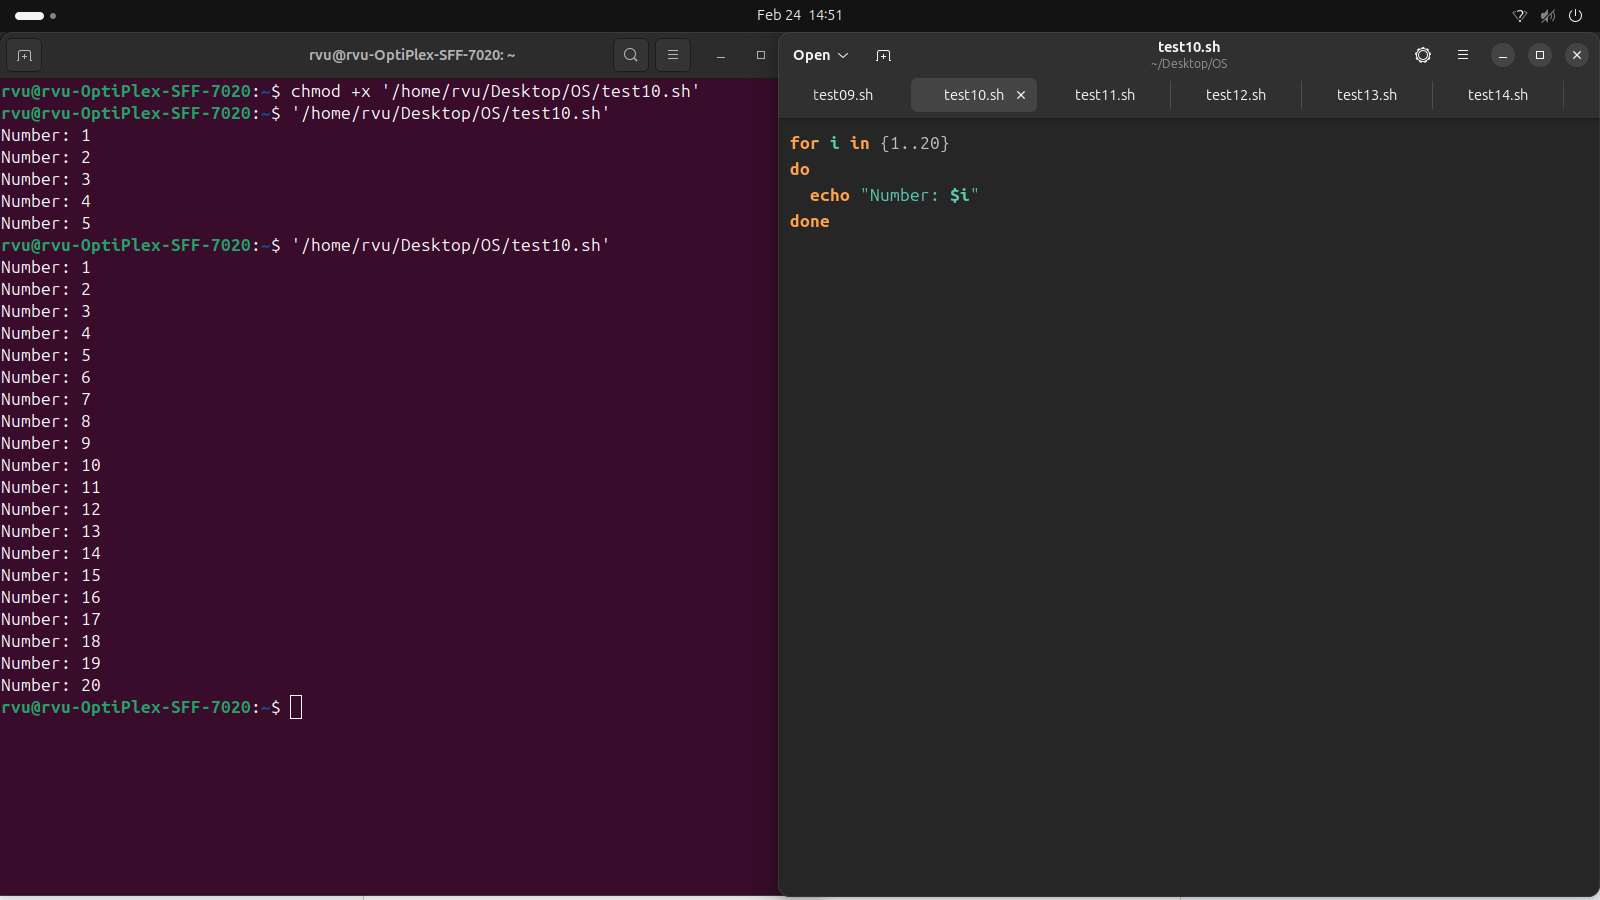 Feb 24 14:51
rvu@rvu-OptiPlex-SFF-7020: ~
rvu@rvu-OptiPlex-SFF-7020:~$ chmod +x '/home/rvu/Desktop/OS/test10.sh'
rvu@rvu-OptiPlex-SFF-7020:~$ '/home/rvu/Desktop/OS/test10.sh'
Number: 1
Number: 2
Number: 3
Number: 4
Number: 5
rvu@rvu-OptiPlex-SFF-7020:~$ '/home/rvu/Desktop/OS/test10.sh'
Number: 1
Number: 2
Number: 3
Number: 4
Number: 5
Number: 6
Number: 7
Number: 8
Number: 9
Number: 10
Number: 11
Number: 12
Number: 13
Number: 14
Number: 15
Number: 16
Number: 17
Number: 18
Number: 19
Number: 20
rvu@rvu-OptiPlex-SFF-7020:~$
Open
test10.sh
~/Desktop/OS
test09.sh test10.sh test11.sh test12.sh test13.sh test14.sh
for i in {1..20}
do
  echo "Number: $i"
done